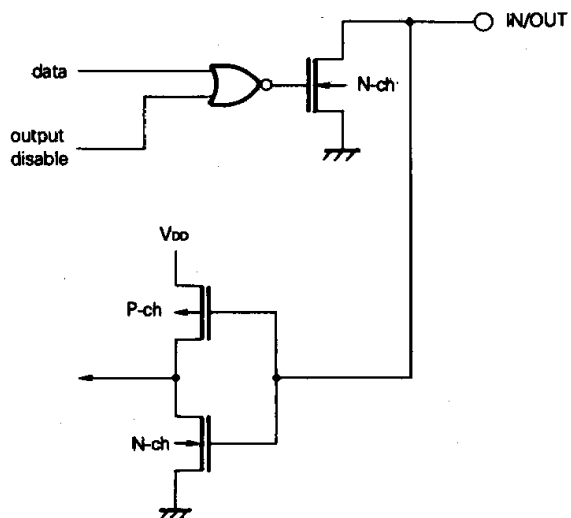 IN/OUT
data
N-ch
output
disable
VDD
P-ch
N-ch